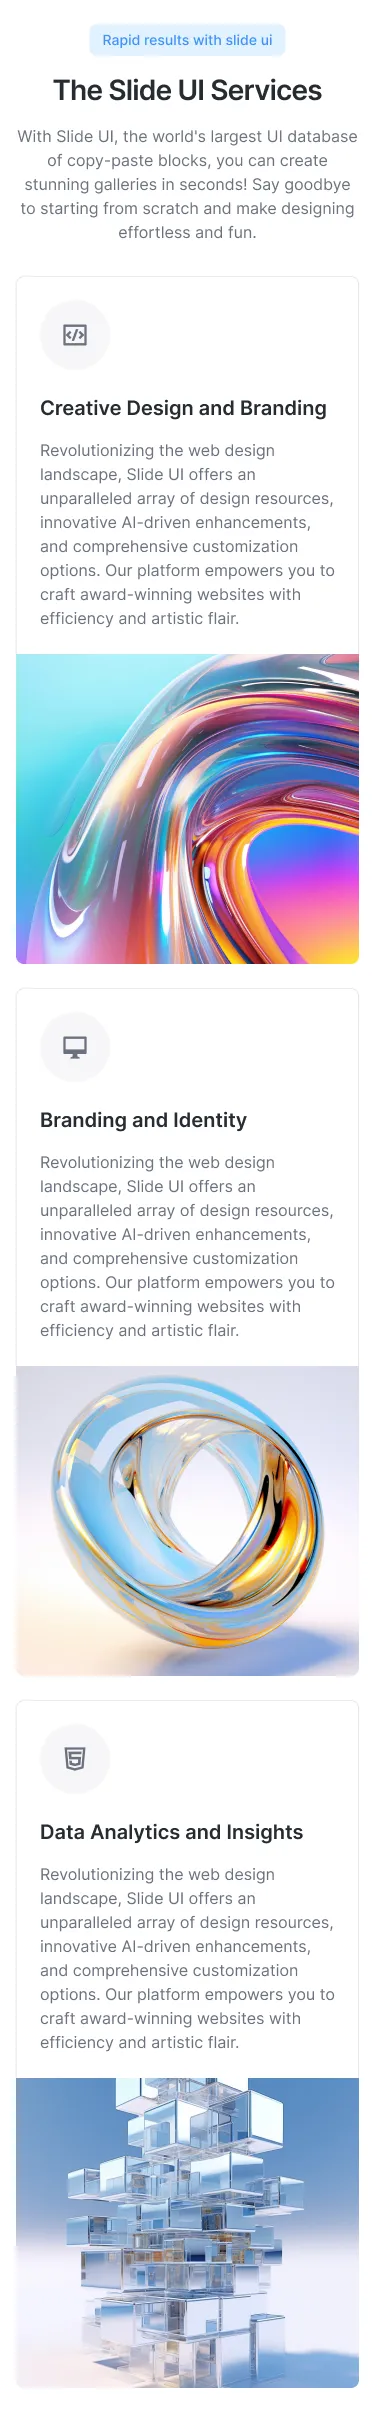 Rapid results with slide ui
The Slide UI Services
With Slide UI, the world's largest UI database
of copy-paste blocks, you can create
stunning galleries in seconds! Say goodbye
to starting from scratch and make designing
effortless and fun.
Creative Design and Branding
Revolutionizing the web design
landscape, Slide UI offers an
unparalleled array of design resources,
innovative AI-driven enhancements,
and comprehensive customization
options. Our platform empowers you to
craft award-winning websites with
efficiency and artistic flair.
Branding and Identity
Revolutionizing the web design
landscape, Slide UI offers an
unparalleled array of design resources,
innovative AI-driven enhancements,
and comprehensive customization
options. Our platform empowers you to
craft award-winning websites with
efficiency and artistic flair.
Data Analytics and Insights
Revolutionizing the web design
landscape, Slide UI offers an
unparalleled array of design resources,
innovative AI-driven enhancements,
and comprehensive customization
options. Our platform empowers you to
craft award-winning websites with
efficiency and artistic flair.